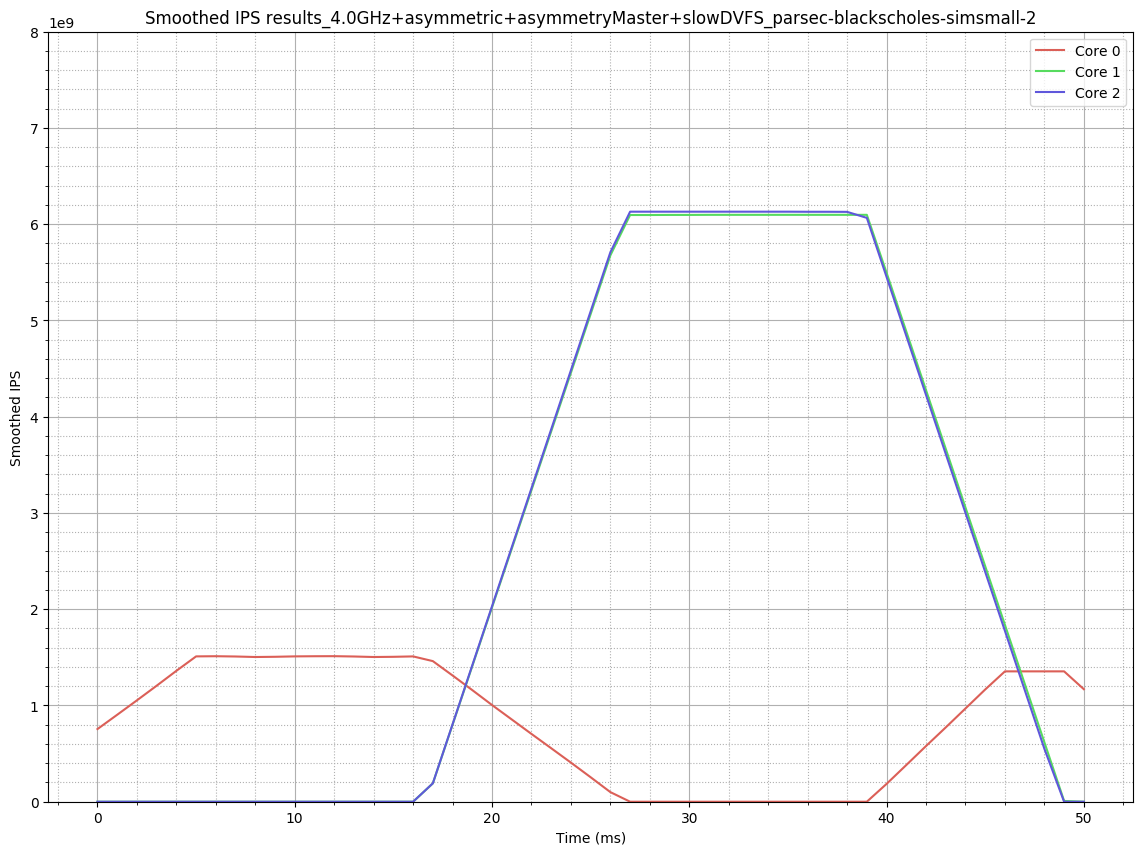 Smoothed IPS results_4.0GHz+asymmetric+asymmetryMaster+slowDVFS_parsec-blackscholes-simsmall-2
1e9
8
7
6
5
4
3
2
1
0
Smoothed IPS
Core 0
Core 1
Core 2
0 10 20 30 40 50
Time (ms)